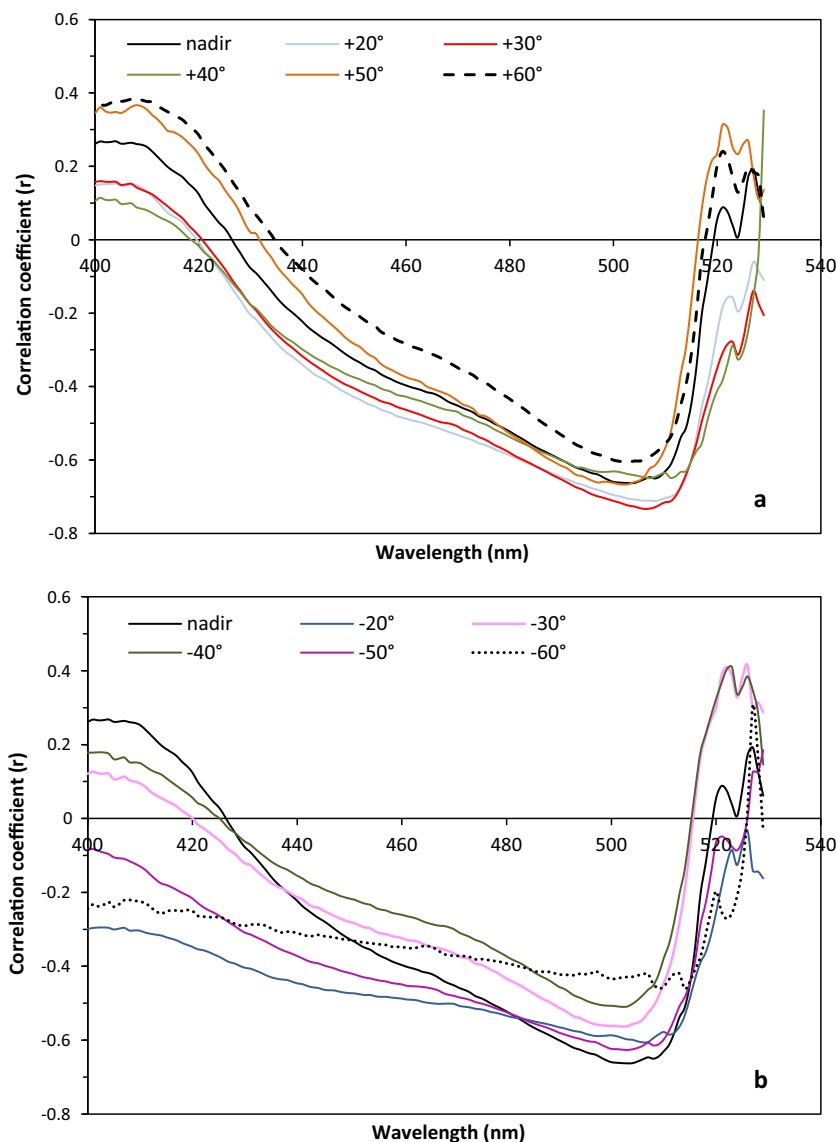 0.6
nadir +20° +30°
+40° +50° +60°
0.4
0.2
0
400 420 440 460 480 500 520 540
-0.2
-0.4
-0.6
-0.8
Correlation coefficient (r)
a
Wavelength (nm)
0.6
nadir -20° -30°
-40° -50° -60°
0.4
0.2
0
400 420 440 460 480 500 520 540
-0.2
-0.4
-0.6
-0.8
Correlation coefficient (r)
b
Wavelength (nm)